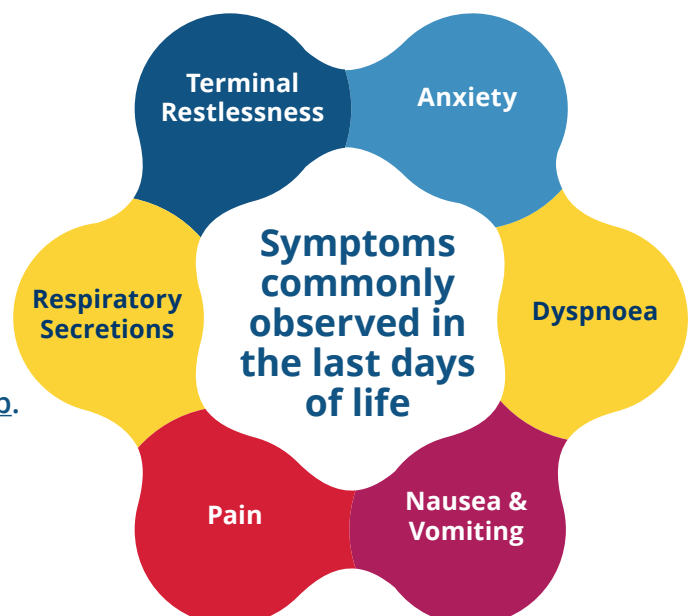 Terminal
Restlessness
Anxiety
Symptoms
commonly
observed in
the last days
of life
Respiratory
Secretions
Dyspnoea
p.
Pain
Nausea &
Vomiting